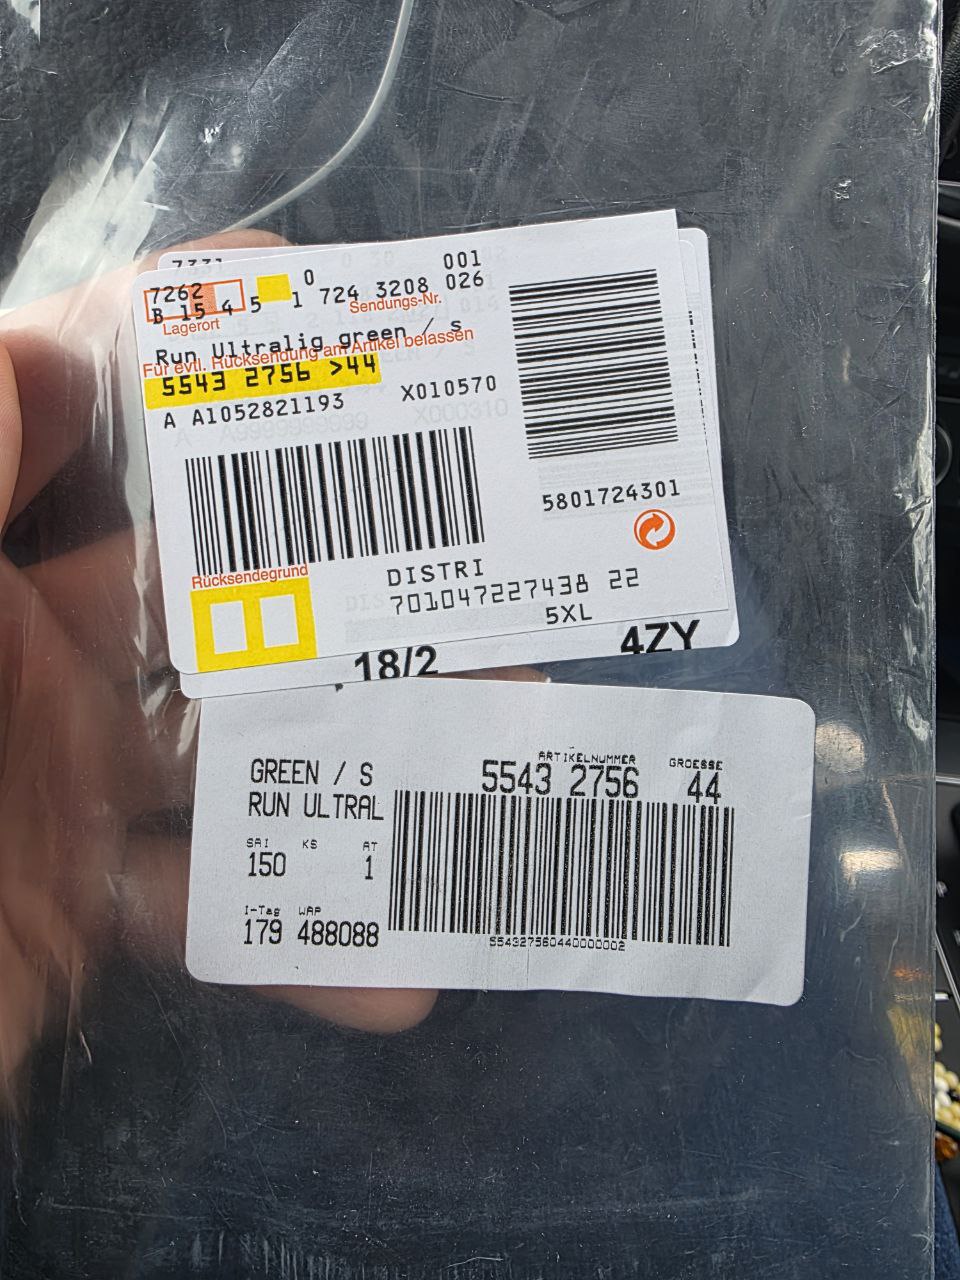 7331
001
7262 0
B 15 4 5 1 724 3208 026
Lagerort Sendungs-Nr.
Run Ultralig green / s
Für evtl. Rücksendung am Artikel belassen
5543 2756 >44
A A1052821193 X010570
5801724301
Rücksendegrund
DISTRI
701047227438 22
5XL
18/2 4ZY
ARTIKELNUMMER GROESSE
GREEN / S 5543 2756 44
RUN ULTRAL
SAI KS AT
150 1
I-Tag WAP
179 488088
55432756044000002